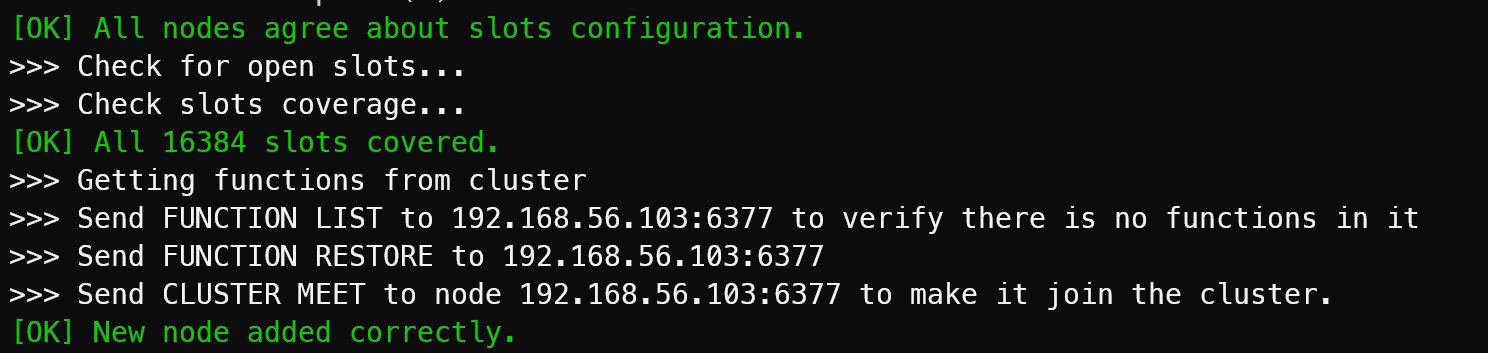 [OK] All nodes agree about slots configuration.
>>> Check for open slots...
>>> Check slots coverage...
[OK] All 16384 slots covered.
>>> Getting functions from cluster
>>> Send FUNCTION LIST to 192.168.56.103:6377 to verify there is no functions in it
>>> Send FUNCTION RESTORE to 192.168.56.103:6377
>>> Send CLUSTER MEET to node 192.168.56.103:6377 to make it join the cluster.
[OK] New node added correctly.